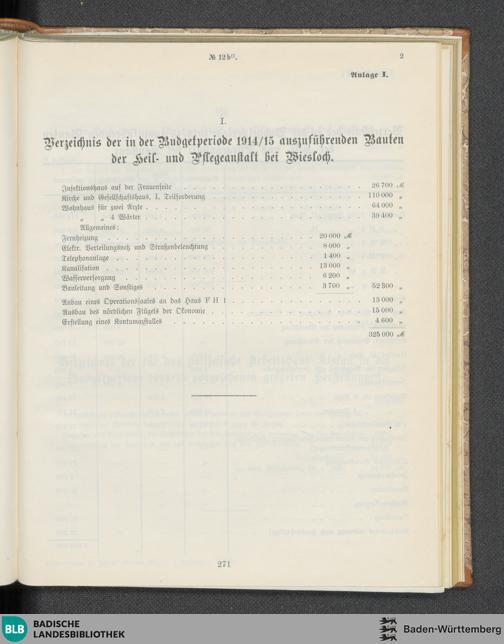 № 12b¹⁾.
2
Anlage I.
I.
Verzeichnis der in der Budgetperiode 1914/15 auszuführenden Bauten
der Heil- und Pflegeanstalt bei Wiesloch.
Infektionshaus auf der Frauenseite 26 700 ℳ
Kirche und Gesellschaftshaus, I. Teilforderung 110 000 „
Wohnhaus für zwei Ärzte 64 000 „
„ „ 4 Wärter 39 400 „
Allgemeines:
Fernheizung 20 000 ℳ
Elektr. Verteilungsnetz und Straßenbeleuchtung 8 000 „
Telephonanlage 1 400 „
Kanalisation 13 000 „
Wasserversorgung 6 200 „
Bauleitung und Sonstiges 3 700 „ 52 300 „
Anbau eines Operationssaales an das Haus F H 1 13 000 „
Ausbau des nördlichen Flügels der Ökonomie 15 000 „
Erstellung eines Kontumazstalles 4 600 „
325 000 ℳ
271
BLB BADISCHE
LANDESBIBLIOTHEK
Baden-Württemberg